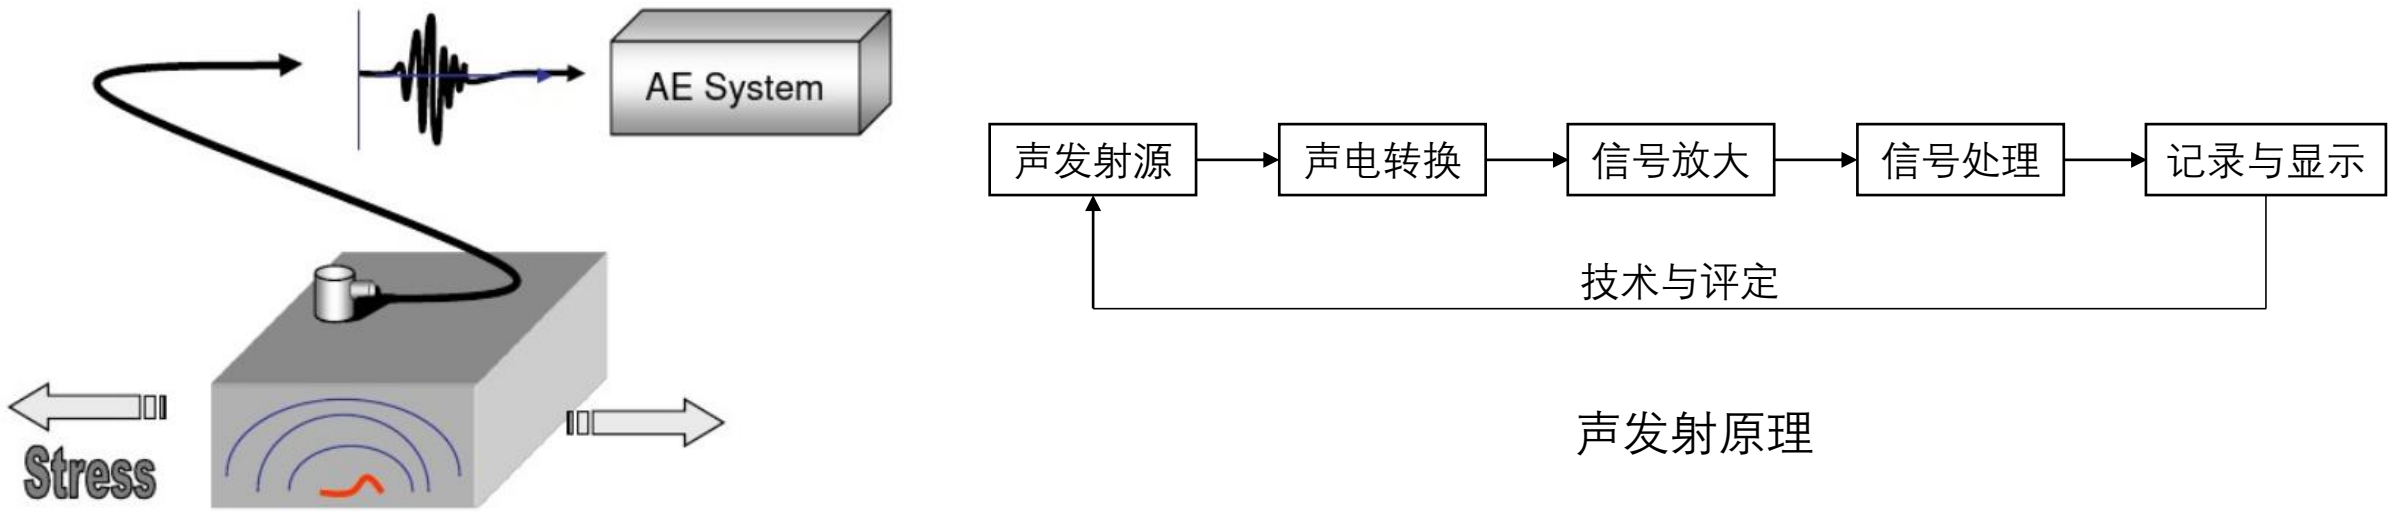 AE System
Stress
声发射源
声电转换
信号放大
信号处理
记录与显示
技术与评定
声发射原理